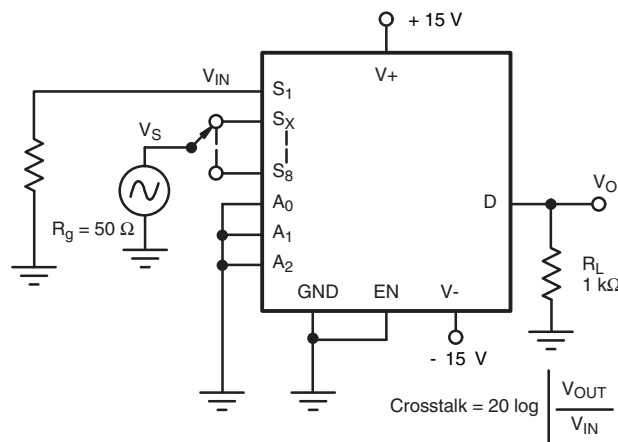 + 15 V
V+
VIN
S1
VS
SX
S8
A0
Rg = 50 Ω
A1
A2
D
VO
RL
1 kΩ
GND
EN
V-
- 15 V
Crosstalk = 20 log
VOUT
VIN